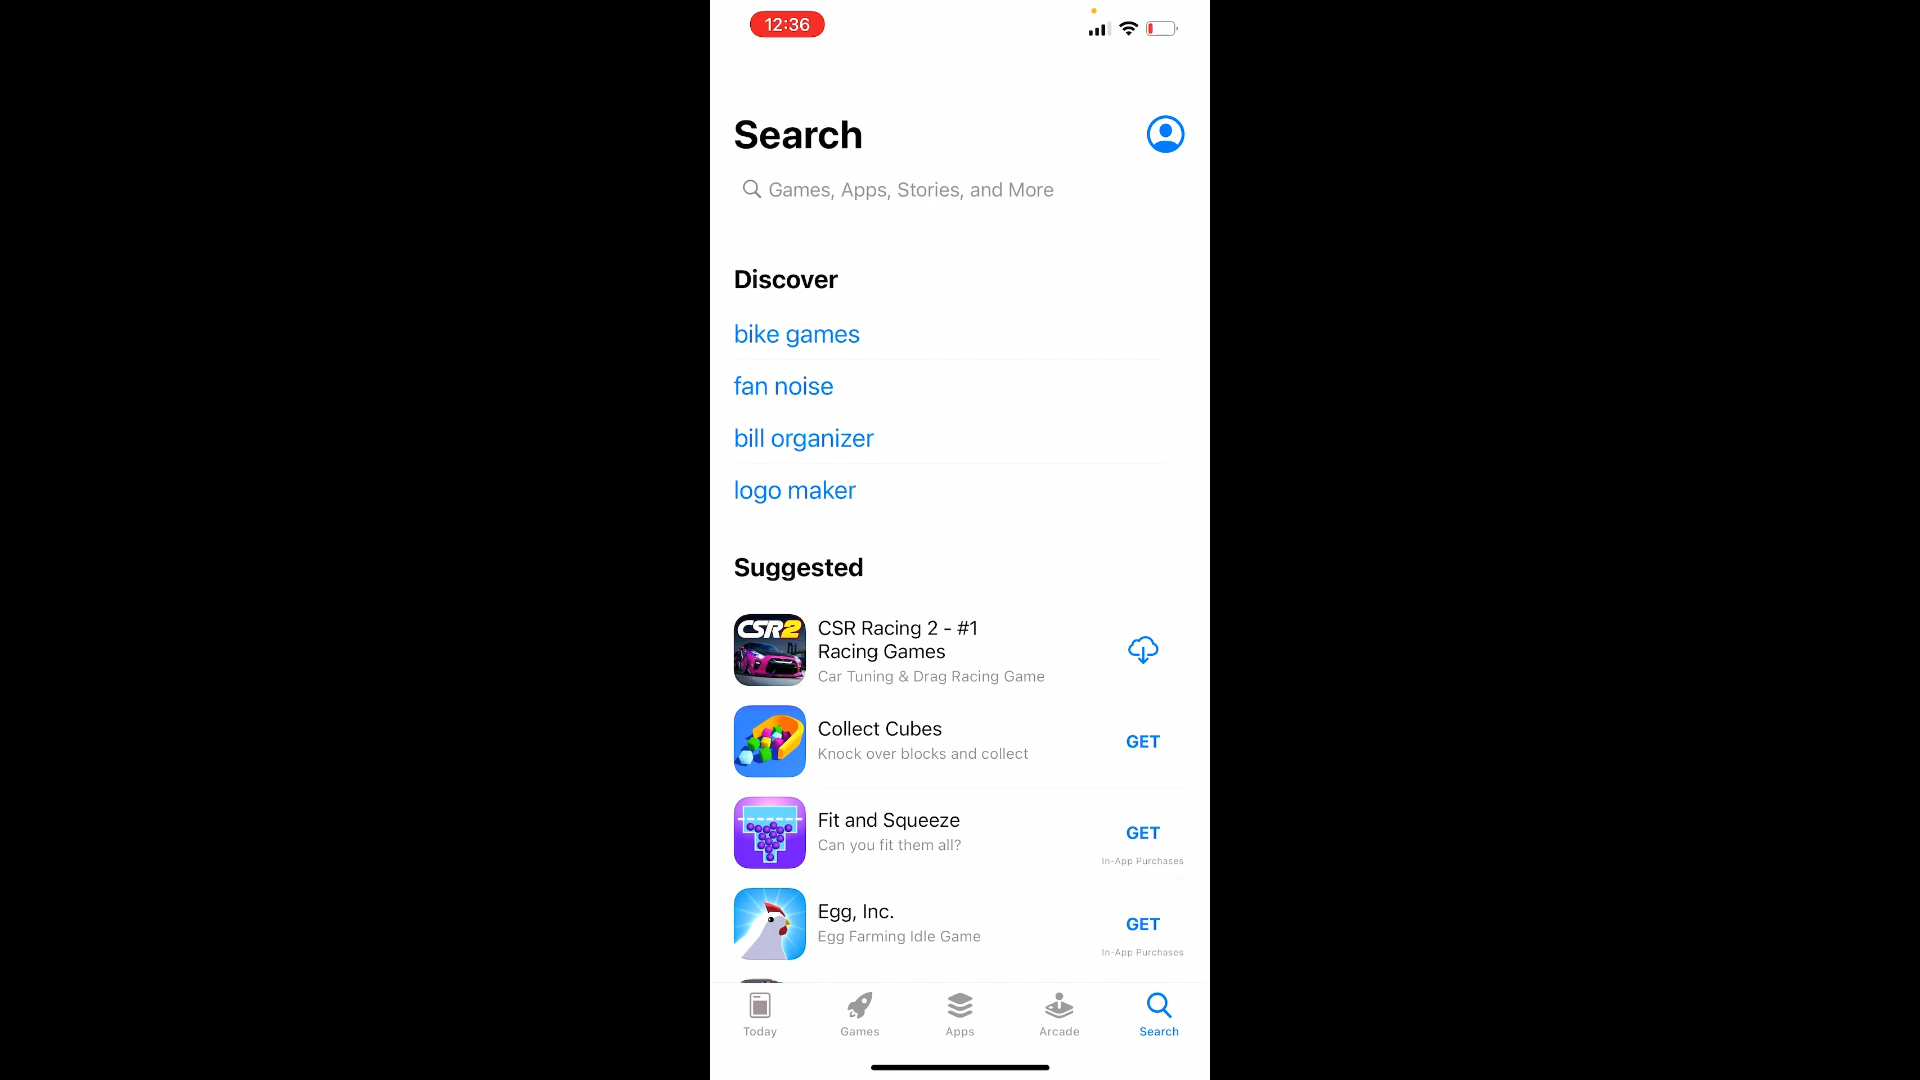 12:36
Search
Games, Apps, Stories, and More
Discover
bike games
fan noise
bill organizer
logo maker
Suggested
CSR2
CSR Racing 2 - #1
Racing Games
Car Tuning & Drag Racing Game
Collect Cubes
Knock over blocks and collect
GET
Fit and Squeeze
Can you fit them all?
GET
In-App Purchases
Egg, Inc.
Egg Farming Idle Game
GET
In-App Purchases
Today
Games
Apps
Arcade
Search